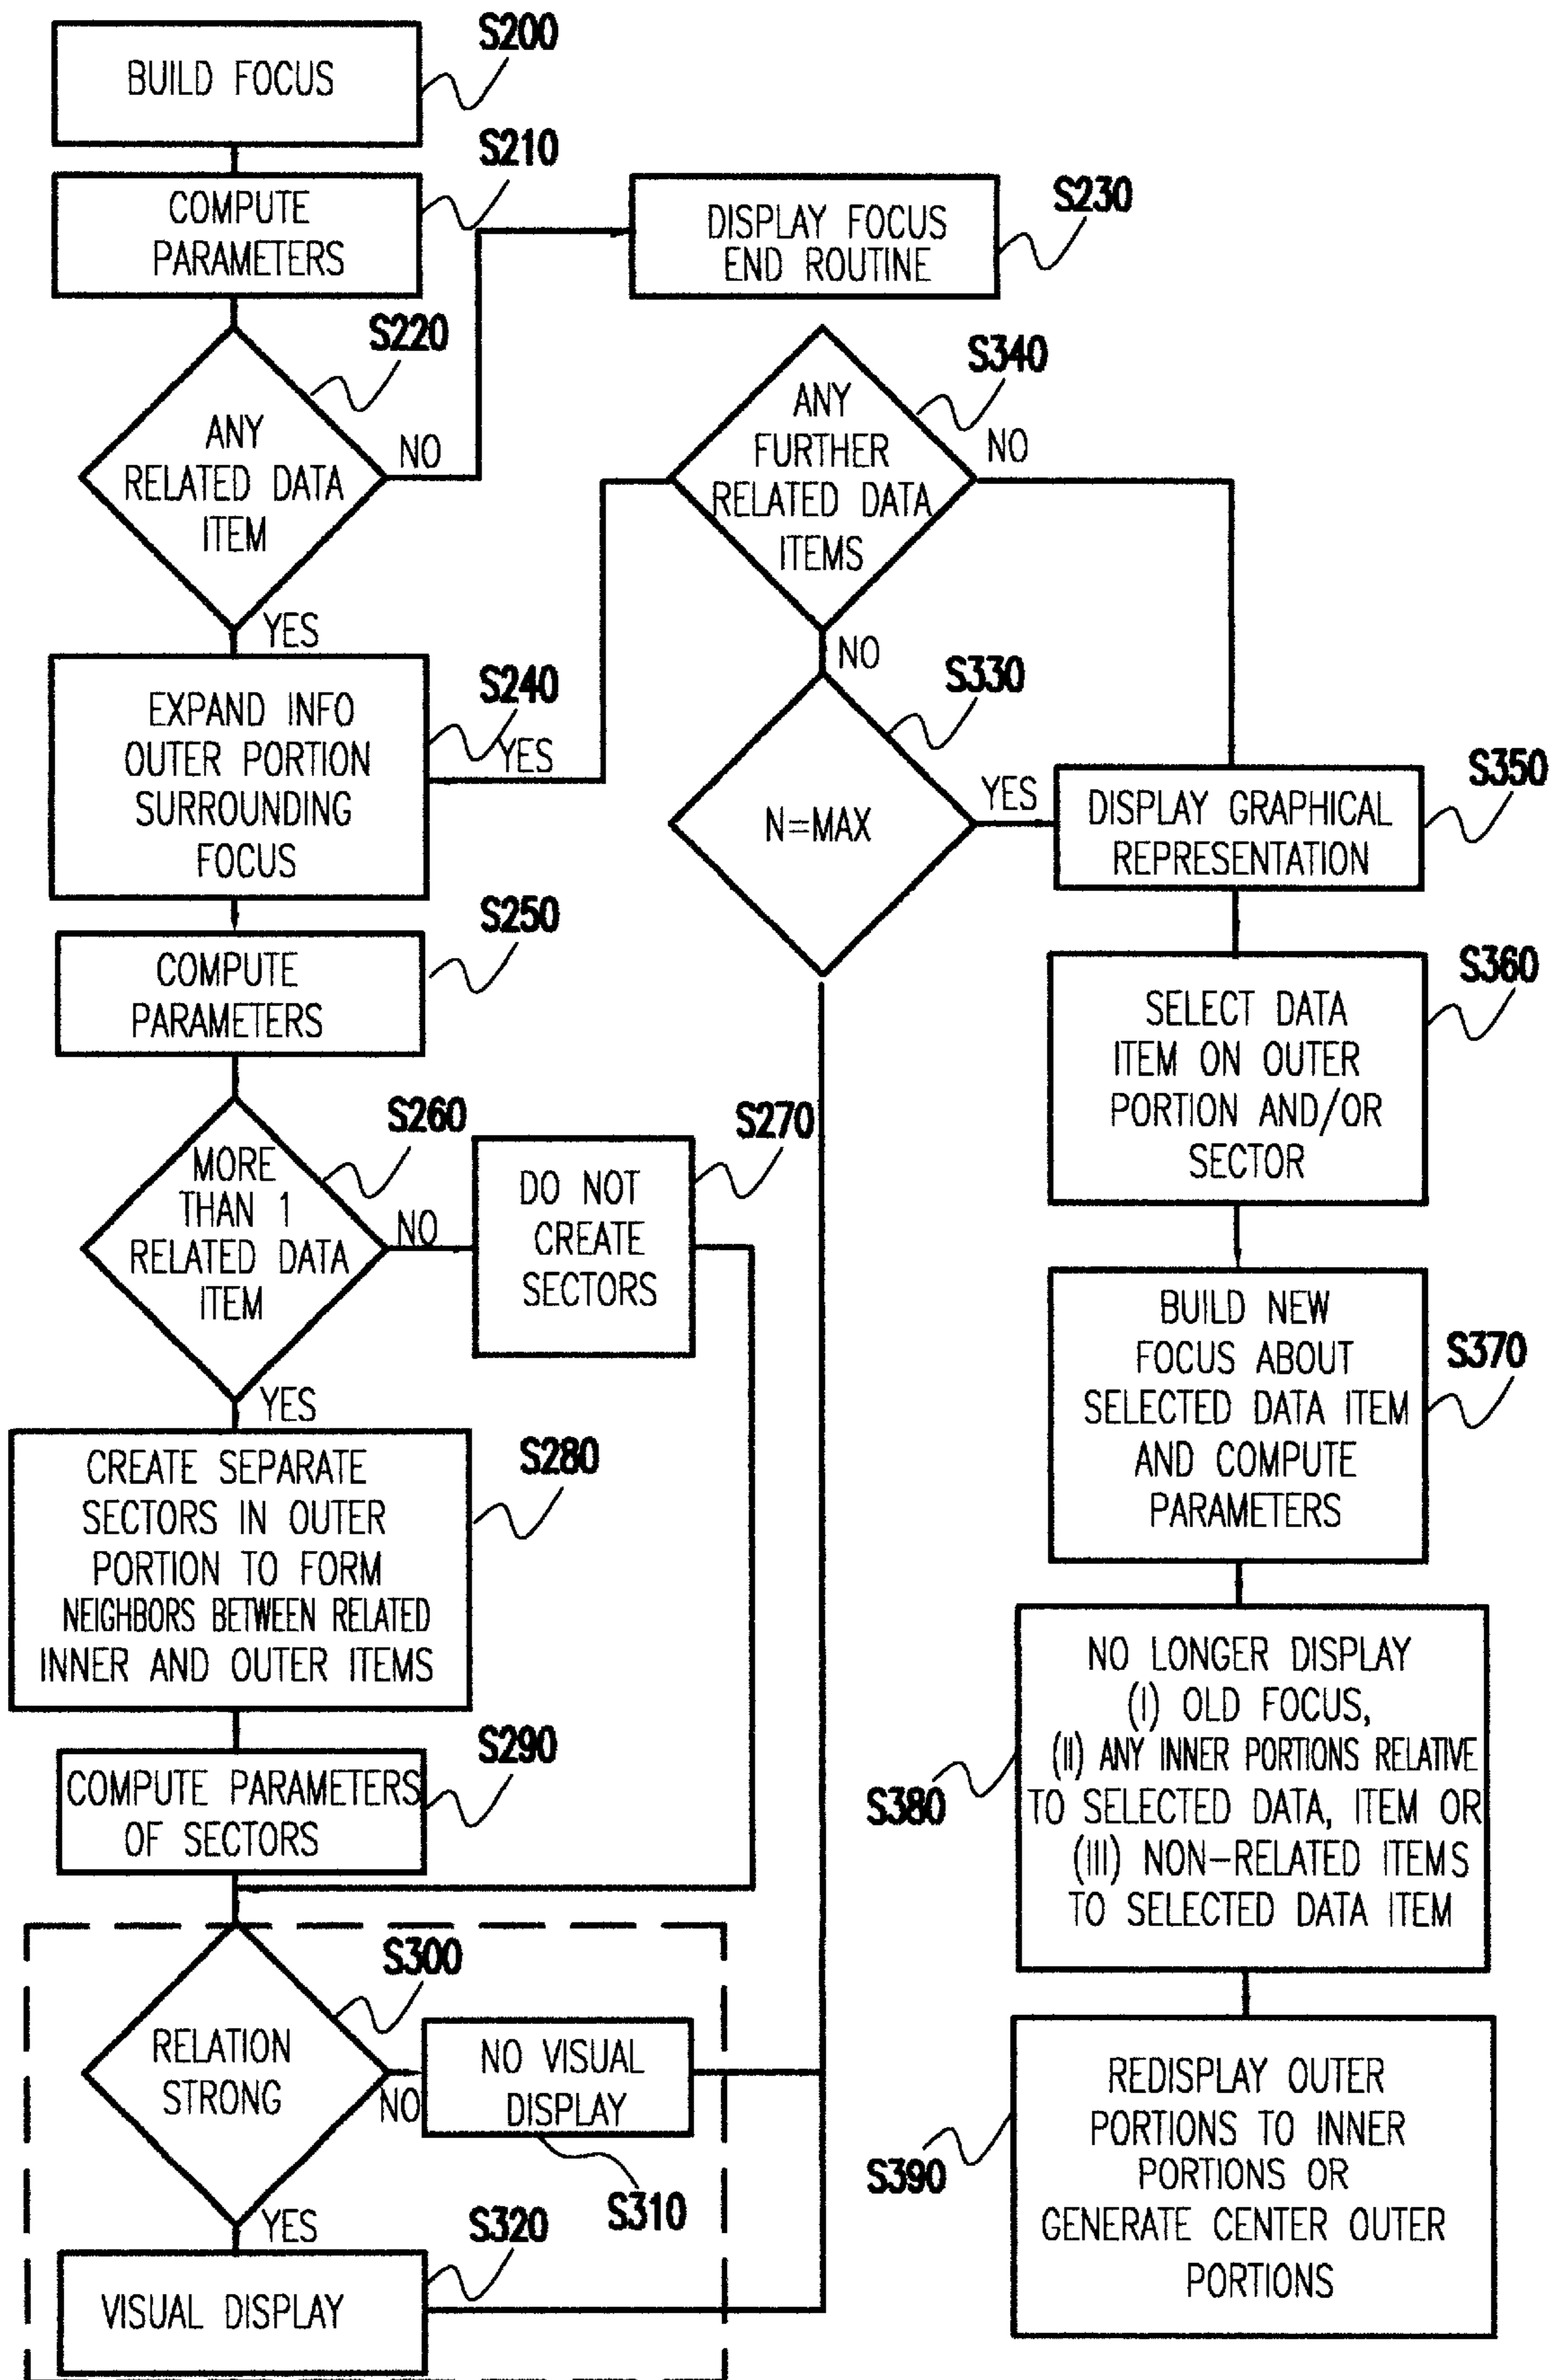 S200
BUILD FOCUS
S210
COMPUTE
PARAMETERS
S220
ANY
RELATED DATA
ITEM
NO
YES
DISPLAY FOCUS
END ROUTINE
S230
S240
EXPAND INFO
OUTER PORTION
SURROUNDING
FOCUS
YES
S250
COMPUTE
PARAMETERS
S260
MORE
THAN 1
RELATED DATA
ITEM
NO
YES
S270
DO NOT
CREATE
SECTORS
S280
CREATE SEPARATE
SECTORS IN OUTER
PORTION TO FORM
NEIGHBORS BETWEEN RELATED
INNER AND OUTER ITEMS
S290
COMPUTE PARAMETERS
OF SECTORS
S300
RELATION
STRONG
NO
YES
NO VISUAL
DISPLAY
S310
S320
VISUAL DISPLAY
S340
ANY
FURTHER
RELATED DATA
ITEMS
NO
NO
S330
N=MAX
YES
S350
DISPLAY GRAPHICAL
REPRESENTATION
S360
SELECT DATA
ITEM ON OUTER
PORTION AND/OR
SECTOR
S370
BUILD NEW
FOCUS ABOUT
SELECTED DATA ITEM
AND COMPUTE
PARAMETERS
S380
NO LONGER DISPLAY
(I) OLD FOCUS,
(II) ANY INNER PORTIONS RELATIVE
TO SELECTED DATA, ITEM OR
(III) NON-RELATED ITEMS
TO SELECTED DATA ITEM
S390
REDISPLAY OUTER
PORTIONS TO INNER
PORTIONS OR
GENERATE CENTER OUTER
PORTIONS